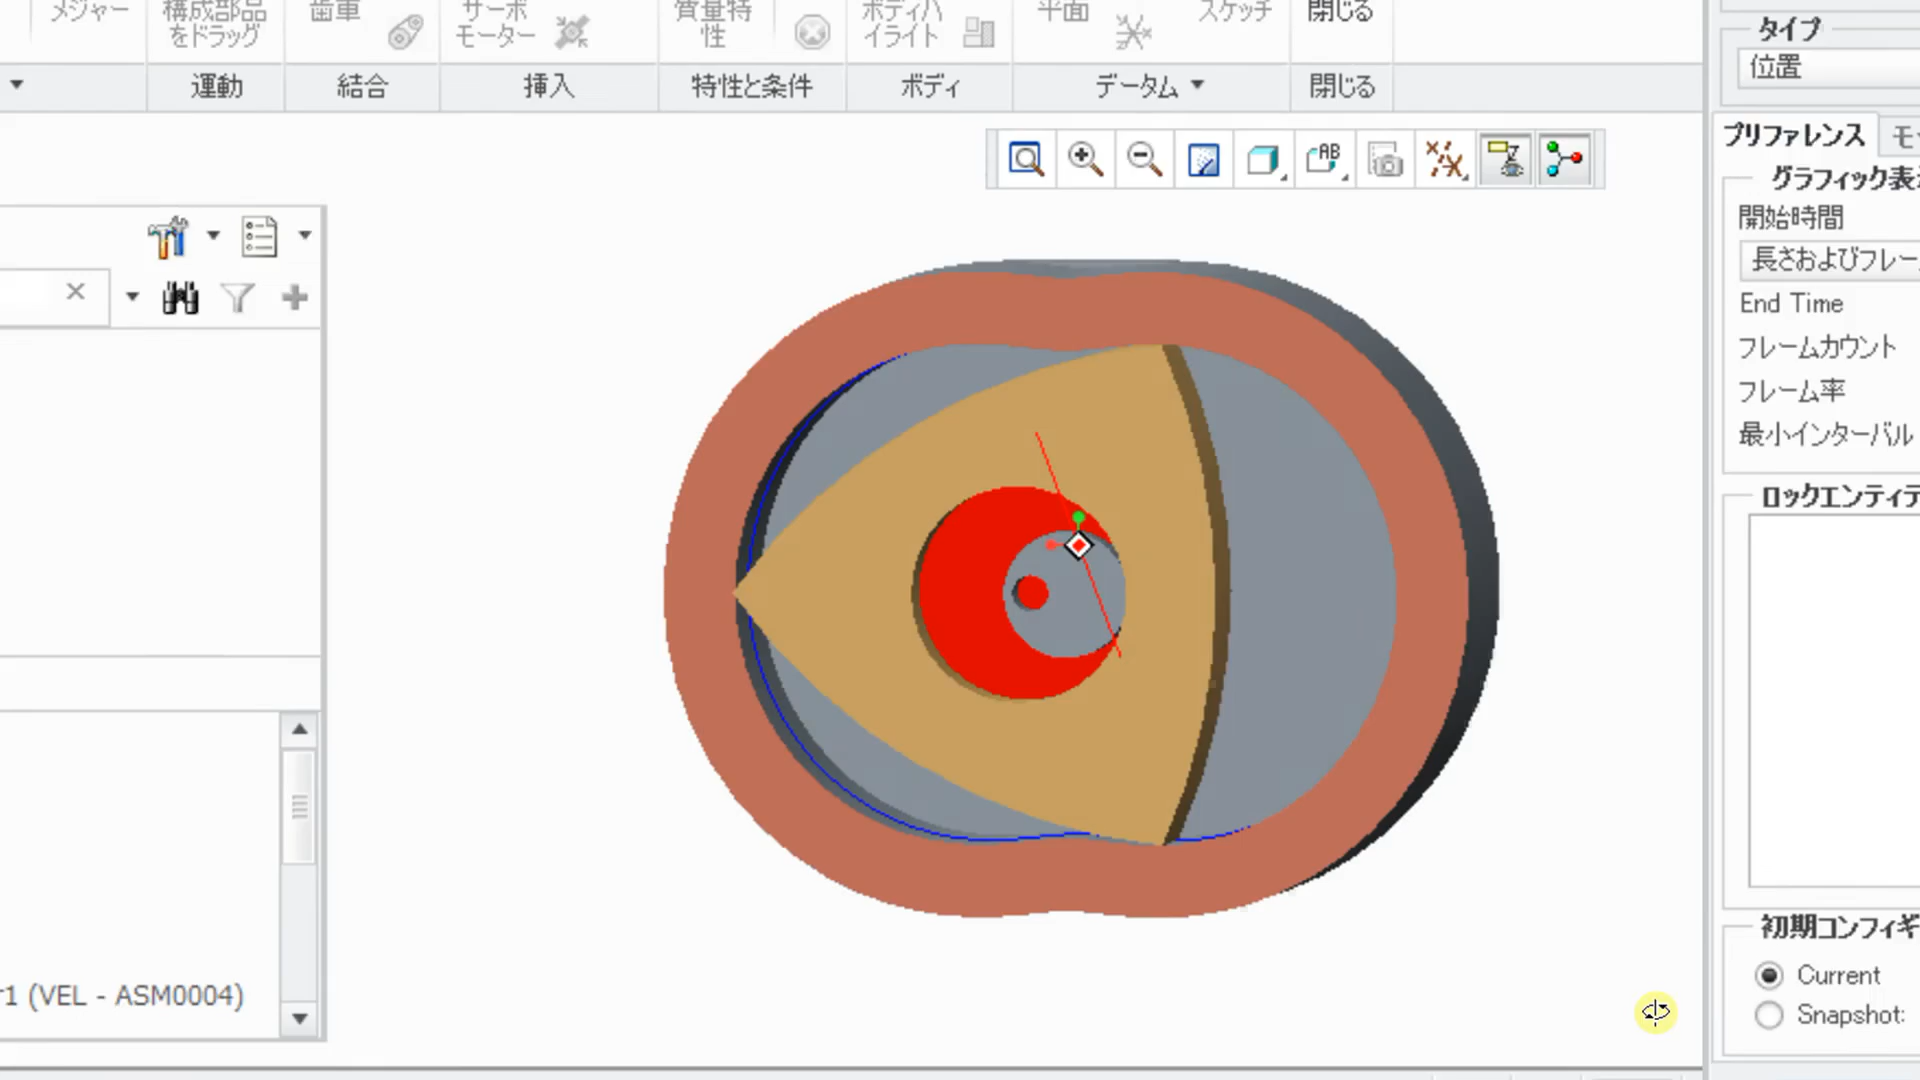 メジャー
構成部品
をドラッグ
歯車
サーボ
モーター
質量特
性
ボディハ
イライト
平面
スケッチ
閉じる
運動
結合
挿入
特性と条件
ボディ
データム
閉じる
タイプ
位置
プリファレンス
グラフィック表
開始時間
長さおよびフレー
End Time
フレームカウント
フレーム率
最小インターバル
ロックエンティテ
初期コンフィギ
Current
Snapshot:
AB
r1 (VEL - ASM0004)